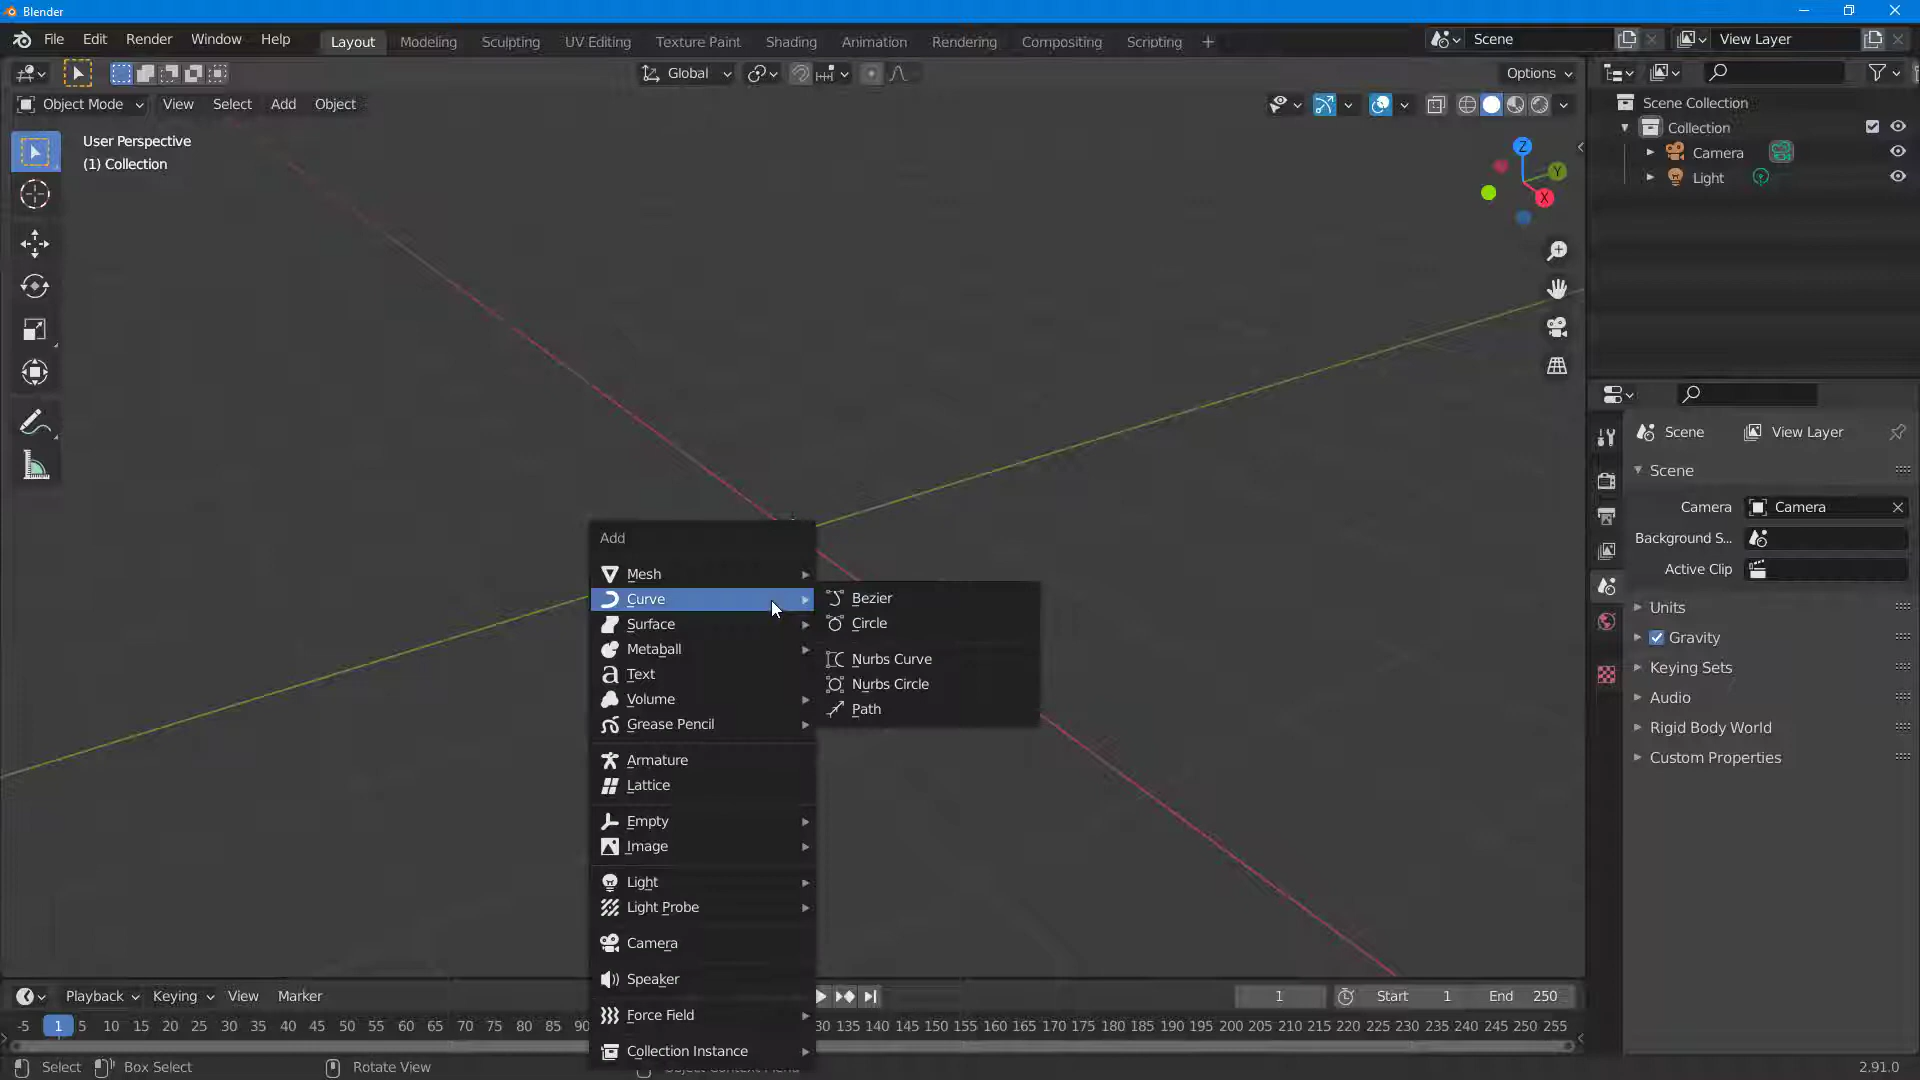 Blender
File Edit Render Window Help Layout Modeling Sculpting UV Editing Texture Paint Shading Animation Rendering Compositing Scripting + Scene View Layer
Global Options
Object Mode View Select Add Object
User Perspective
(1) Collection
Z
Y
X
Scene Collection
Collection
Camera
Light
Scene View Layer
Scene
Camera Camera
Background S...
Active Clip
Units
Gravity
Keying Sets
Audio
Rigid Body World
Custom Properties
Add
Mesh
Curve
Surface
Metaball
Text
Volume
Grease Pencil
Armature
Lattice
Empty
Image
Light
Light Probe
Camera
Speaker
Force Field
Collection Instance
Bezier
Circle
Nurbs Curve
Nurbs Circle
Path
Playback Keying View Marker 1 Start 1 End 250
-5 1 5 10 15 20 25 30 35 40 45 50 55 60 65 70 75 80 85 130 135 140 145 150 155 160 165 170 175 180 185 190 195 200 205 210 215 220 225 230 235 240 245 250 255
Select Box Select Rotate View 2.91.0